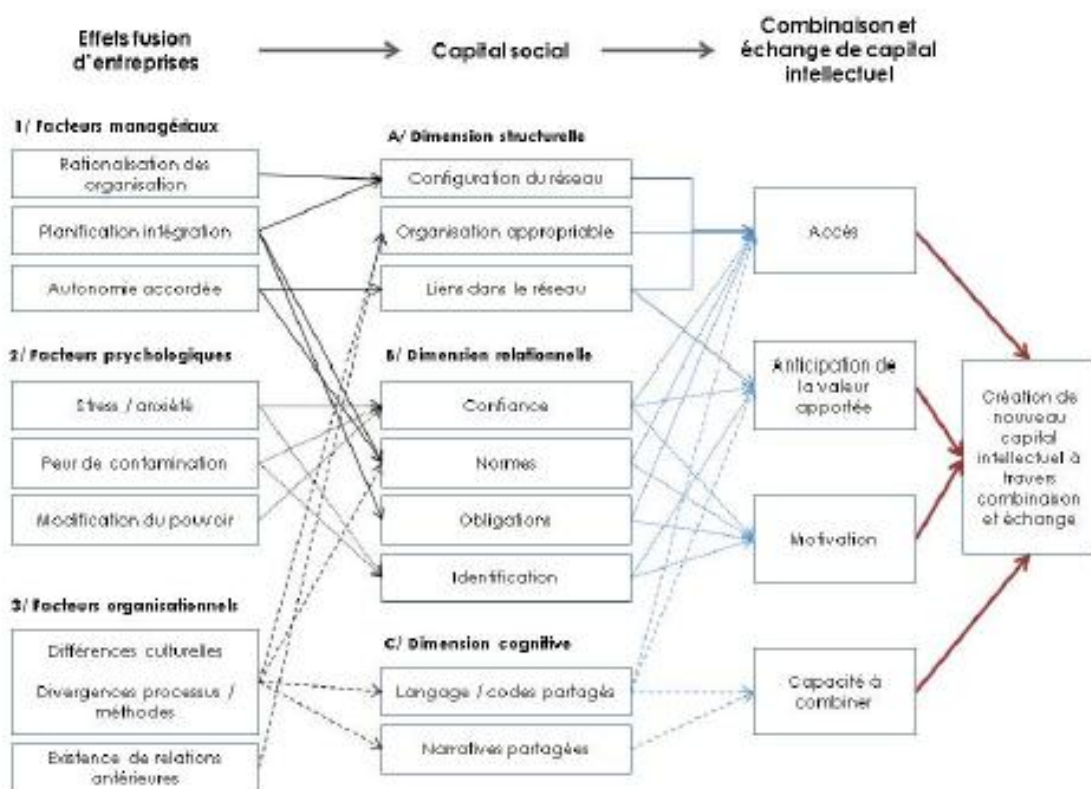 Effets fusion
d'entreprises
Capital social
Combinaison et
échange de capital
intellectuel
1/ Facteurs managériaux
Rationalisation des
organisation
Planification intégration
Autonomie accordée
2/ Facteurs psychologiques
Stress / anxiété
Peur de contamination
Modification du pouvoir
3/ Facteurs organisationnels
Différences culturelles
Divergences processus /
méthodes
Existence de relations
antérieures
A/ Dimension structurelle
Configuration du réseau
Organisation appropriable
Liens dans le réseau
B/ Dimension relationnelle
Confiance
Normes
Obligations
Identification
C/ Dimension cognitive
Langage / codes partagés
Narratives partagées
Accés
Anticipation de
la valeur
apportée
Motivation
Capacité à
combiner
Création de
nouveau
capital
intellectuel à
travers
combinaison
et échange